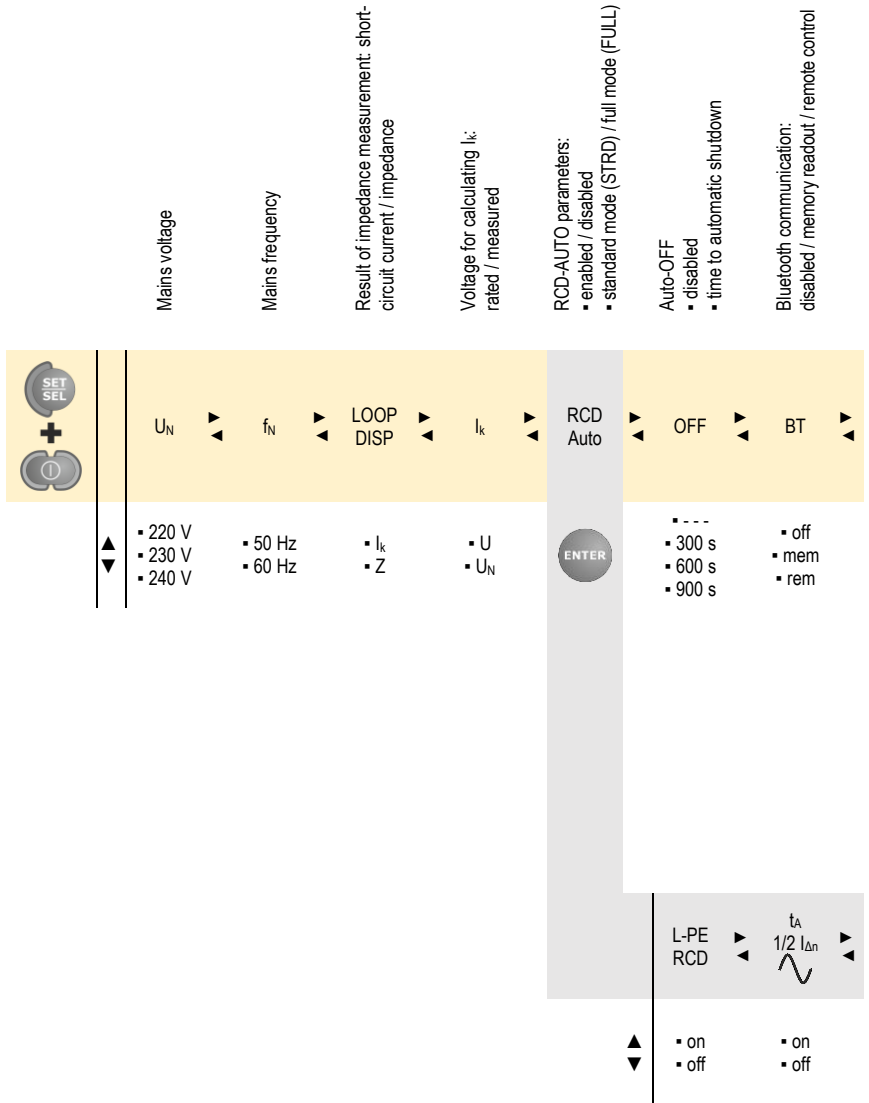 Mains voltage
Mains frequency
Result of impedance measurement: short-
circuit current / impedance
Voltage for calculating Ik:
rated / measured
RCD-AUTO parameters:
▪ enabled / disabled
▪ standard mode (STRD) / full mode (FULL)
Auto-OFF
▪ disabled
▪ time to automatic shutdown
Bluetooth communication:
disabled / memory readout / remote control
SET
SEL
UN
fN
LOOP
DISP
Ik
RCD
Auto
OFF
BT
▪ 220 V
▪ 230 V
▪ 240 V
▪ 50 Hz
▪ 60 Hz
▪ Ik
▪ Z
▪ U
▪ UN
ENTER
▪ - - -
▪ 300 s
▪ 600 s
▪ 900 s
▪ off
▪ mem
▪ rem
L-PE
RCD
tA
1/2 IΔn
▪ on
▪ off
▪ on
▪ off